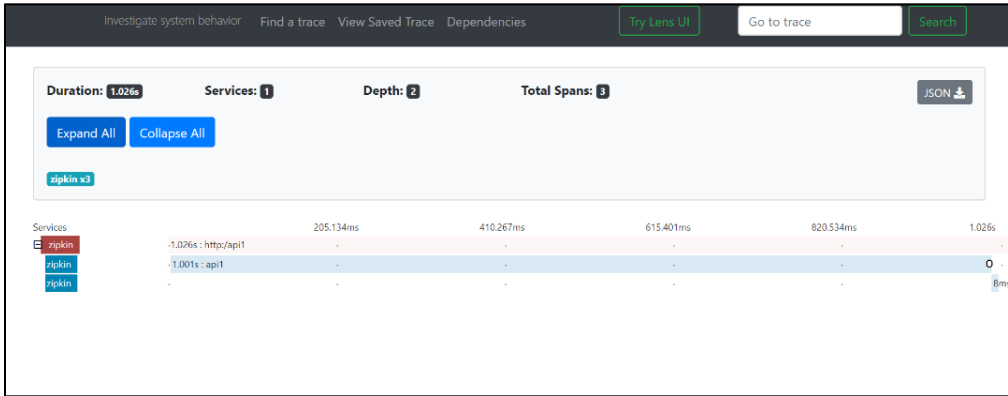 Investigate system behavior Find a trace View Saved Trace Dependencies Try Lens UI Go to trace Search
Duration: 1.026s Services: 1 Depth: 2 Total Spans: 3 JSON
Expand All Collapse All
zipkin x3
Services 205.134ms 410.267ms 615.401ms 820.534ms 1.026s
zipkin ·1.026s : http:/api1
zipkin ·1.001s : api1 O
zipkin 8ms